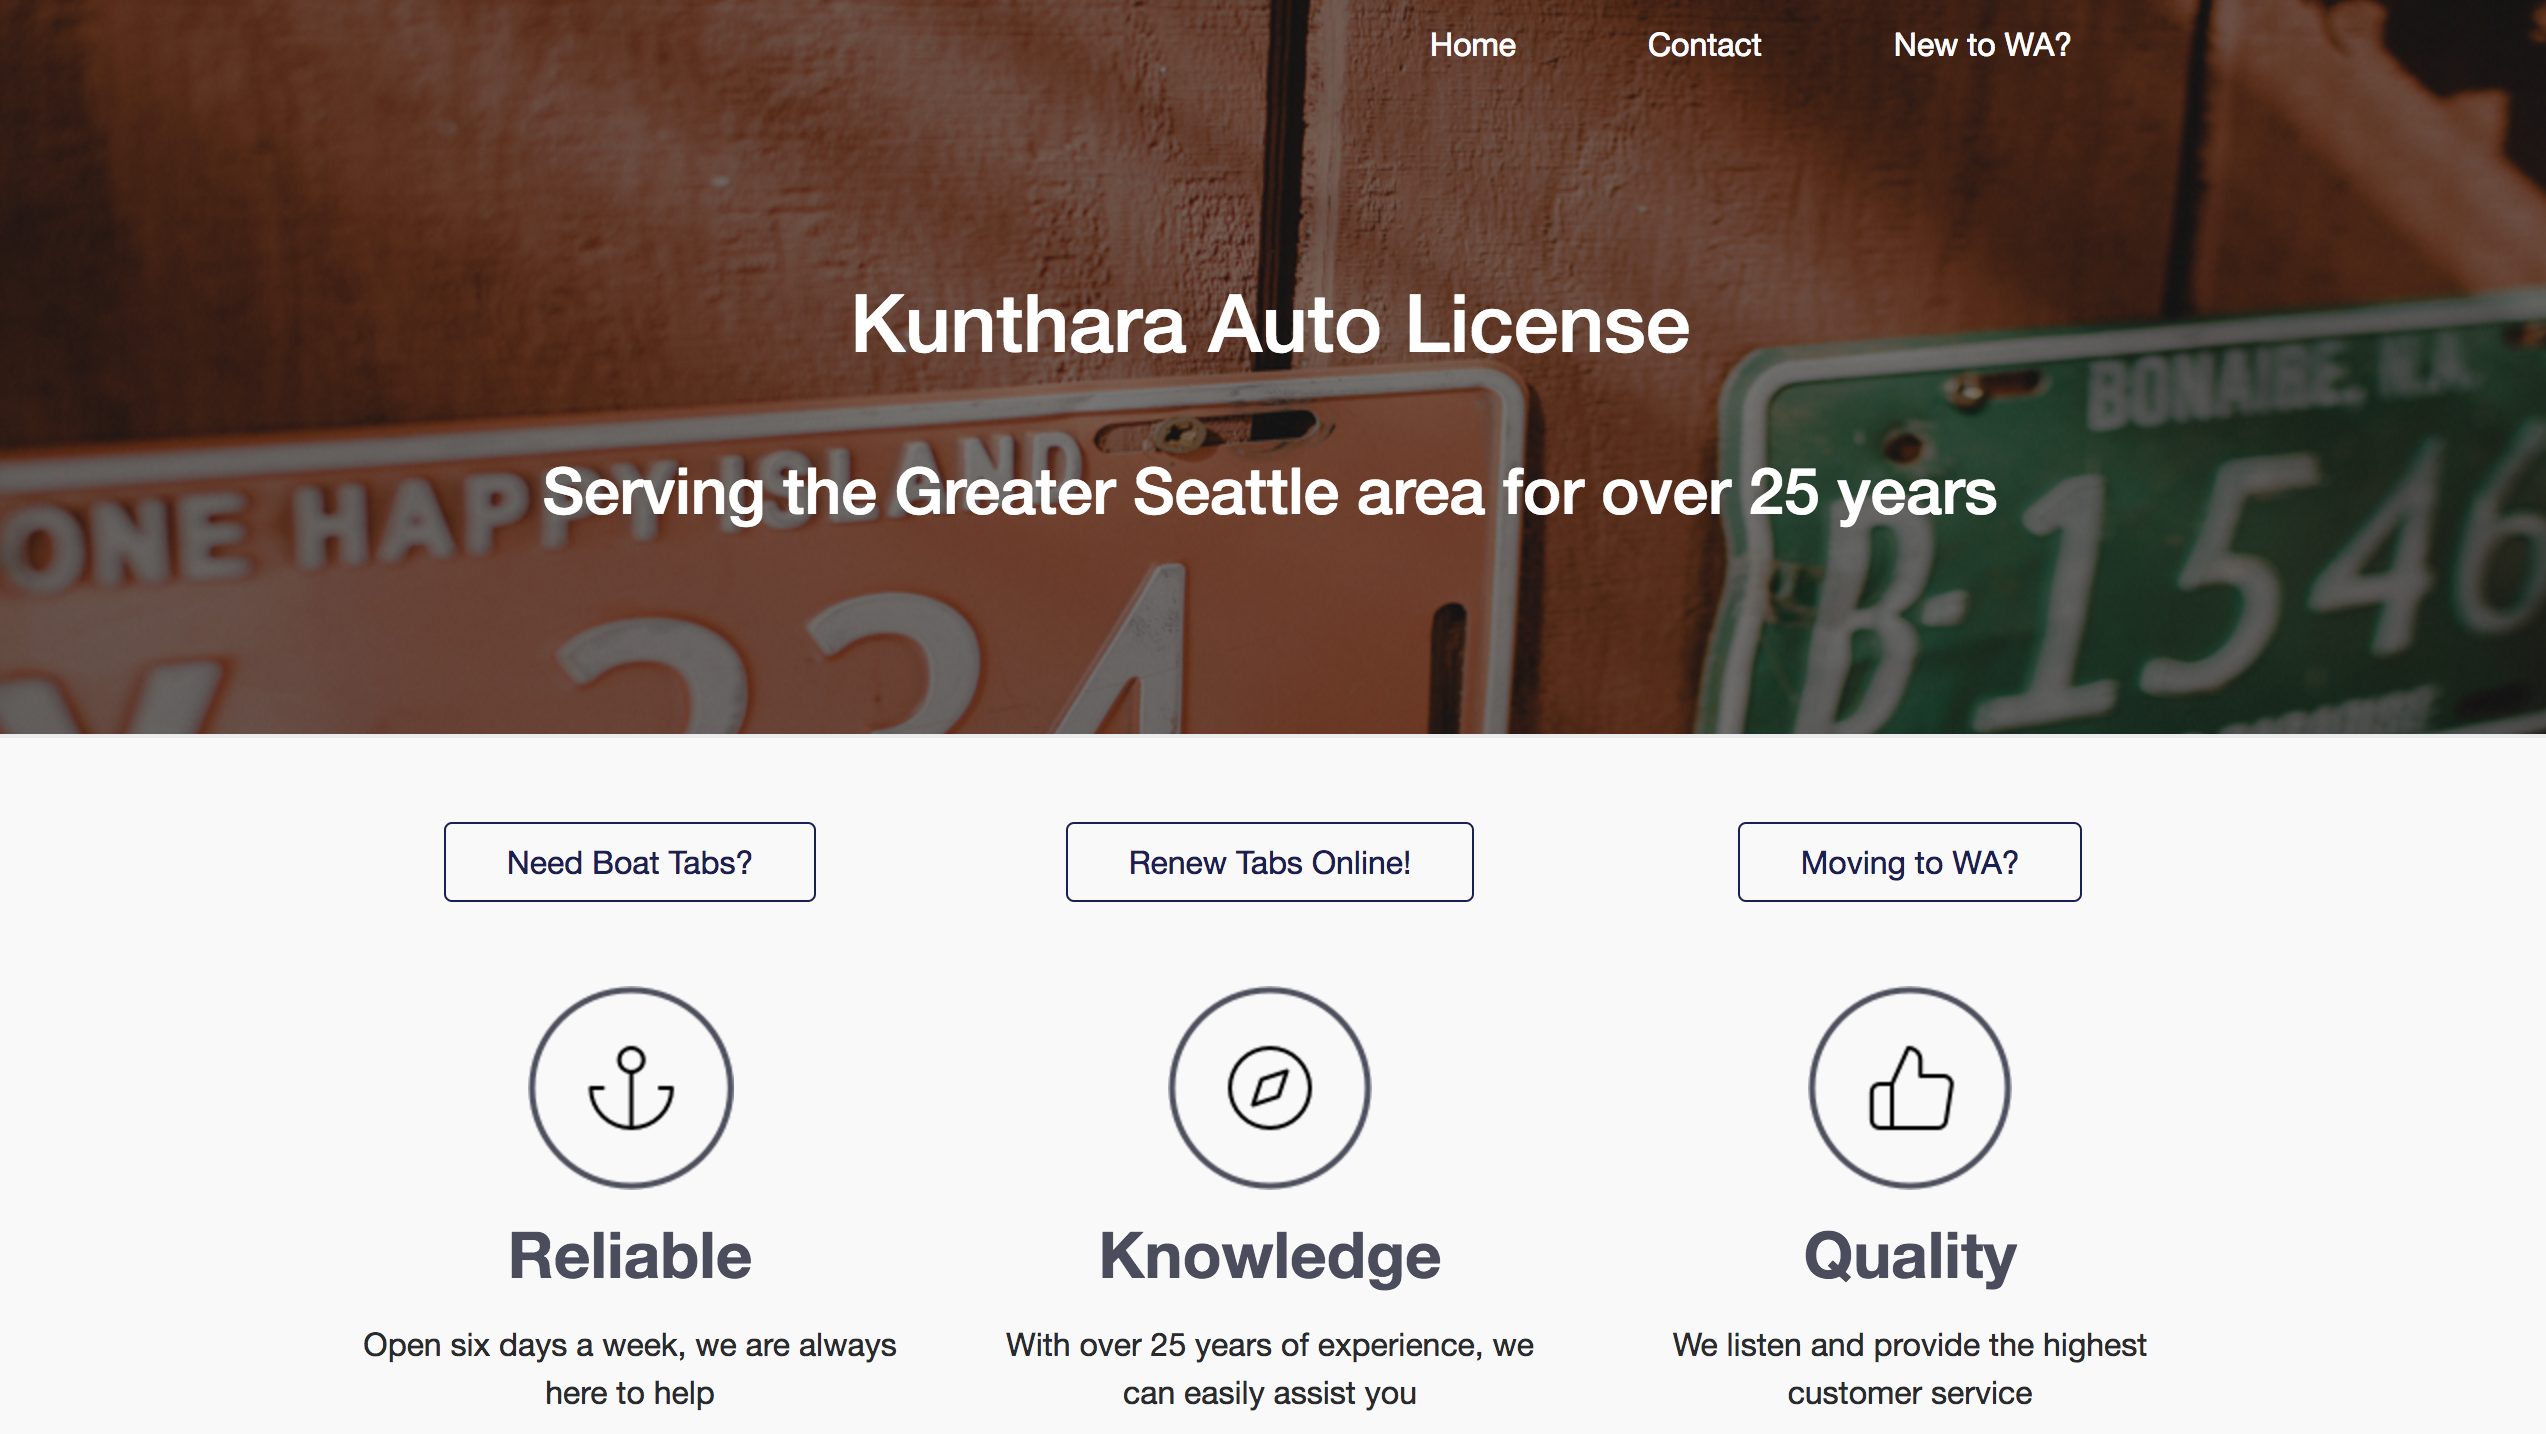 Home Contact New to WA?
Kunthara Auto License
Serving the Greater Seattle area for over 25 years
ONE HAPPY ISLAND
BONAIRE, N.A.
B-1546
Need Boat Tabs? Renew Tabs Online! Moving to WA?
Reliable Knowledge Quality
Open six days a week, we are always
here to help
With over 25 years of experience, we
can easily assist you
We listen and provide the highest
customer service